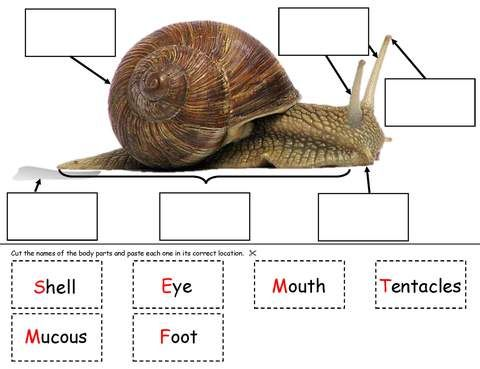 Cut the names of the body parts and paste each one in its correct location.
Shell Eye Mouth Tentacles
Mucous Foot